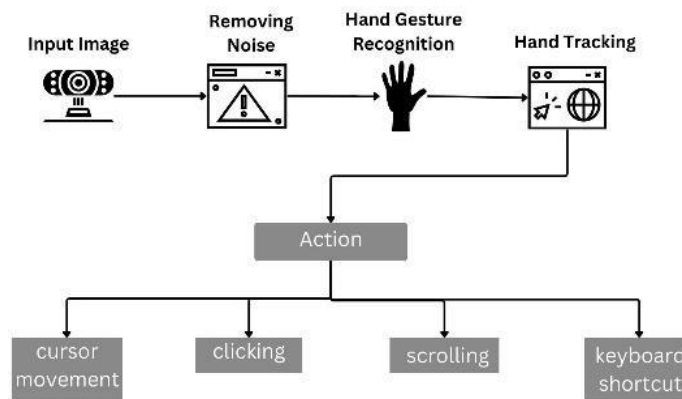 Input Image
Removing
Noise
Hand Gesture
Recognition
Hand Tracking
Action
cursor
movement
clicking
scrolling
keyboard
shortcut